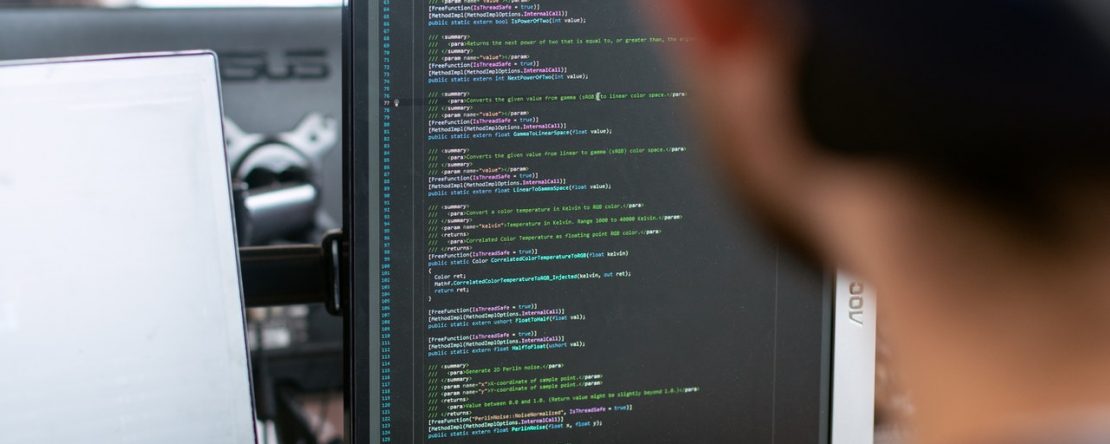 ASUS
/// <param name="value"></param>
[FreeFunction(IsThreadSafe = true)]
[MethodImpl(MethodImplOptions.InternalCall)]
public static extern bool IsPowerOfTwo(int value);
/// <summary>
///   <para>Returns the next power of two that is equal to, or greater than, the
/// </summary>
/// <param name="value"></param>
[FreeFunction(IsThreadSafe = true)]
[MethodImpl(MethodImplOptions.InternalCall)]
public static extern int NextPowerOfTwo(int value);
/// <summary>
///   <para>Converts the given value from gamma (sRGB) to linear color space.</para>
/// </summary>
/// <param name="value"></param>
[FreeFunction(IsThreadSafe = true)]
[MethodImpl(MethodImplOptions.InternalCall)]
public static extern float GammaToLinearSpace(float value);
/// <summary>
///   <para>Converts the given value from linear to gamma (sRGB) color space.</para>
/// </summary>
/// <param name="value"></param>
[FreeFunction(IsThreadSafe = true)]
[MethodImpl(MethodImplOptions.InternalCall)]
public static extern float LinearToGammaSpace(float value);
/// <summary>
///   <para>Convert a color temperature in Kelvin to RGB color.</para>
/// </summary>
/// <param name="kelvin">Temperature in Kelvin. Range 1000 to 40000 Kelvin.</param>
/// <returns>
///   <para>Correlated Color Temperature as floating point RGB color.</para>
/// </returns>
[FreeFunction(IsThreadSafe = true)]
public static Color CorrelatedColorTemperatureToRGB(float kelvin)
{
Color ret;
Mathf.CorrelatedColorTemperatureToRGB_Injected(kelvin, out ret);
return ret;
}
[FreeFunction(IsThreadSafe = true)]
[MethodImpl(MethodImplOptions.InternalCall)]
public static extern ushort FloatToHalf(float val);
[FreeFunction(IsThreadSafe = true)]
[MethodImpl(MethodImplOptions.InternalCall)]
public static extern float HalfToFloat(ushort val);
/// <summary>
///   <para>Generate 2D Perlin noise.</para>
/// </summary>
/// <param name="x">X-coordinate of sample point.</param>
/// <param name="y">Y-coordinate of sample point.</param>
/// <returns>
///   <para>Value between 0.0 and 1.0. (Return value might be slightly beyond 1.0.)</para>
/// </returns>
[FreeFunction("PerlinNoise::NoiseNormalized", IsThreadSafe = true)]
[MethodImpl(MethodImplOptions.InternalCall)]
public static extern float PerlinNoise(float x, float y);
AOC